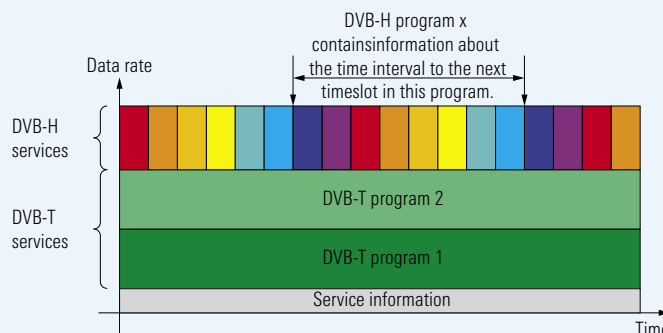 DVB-H program x
containsinformation about
the time interval to the next
timeslot in this program.
Data rate
DVB-H
services
DVB-T
services
DVB-T program 2
DVB-T program 1
Service information
Time